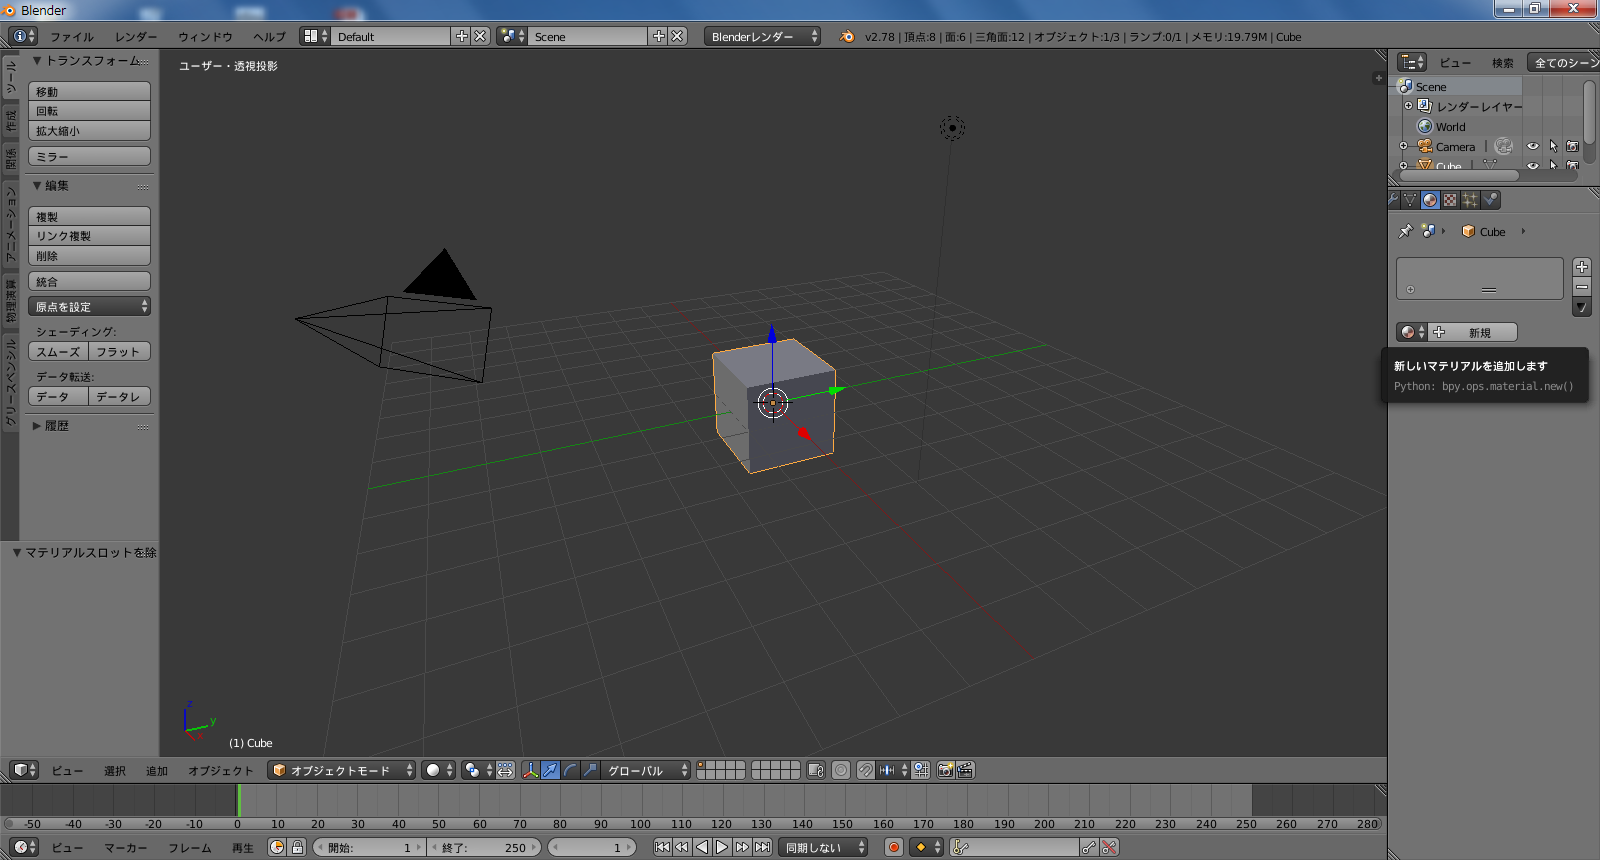 Blender
ファイル レンダー ウィンドウ ヘルプ Default Scene Blenderレンダー v2.78 | 頂点:8 | 面:6 | 三角面:12 | オブジェクト:1/3 | ランプ:0/1 | メモリ:19.79M | Cube
ツール
作成
関係
アニメーション
物理演算
グリースペンシル
トランスフォーム
移動
回転
拡大縮小
ミラー
編集
複製
リンク複製
削除
統合
原点を設定
シェーディング:
スムーズ フラット
データ転送:
データ データレ
履歴
マテリアルスロットを除
ユーザー・透視投影
z
y
x
(1) Cube
ビュー 検索 全てのシーン
Scene
レンダーレイヤー
World
Camera
Cube
Cube
新規
新しいマテリアルを追加します
Python: bpy.ops.material.new()
ビュー 選択 追加 オブジェクト オブジェクトモード グローバル
-50 -40 -30 -20 -10 0 10 20 30 40 50 60 70 80 90 100 110 120 130 140 150 160 170 180 190 200 210 220 230 240 250 260 270 280
ビュー マーカー フレーム 再生 開始: 1 終了: 250 1 同期しない